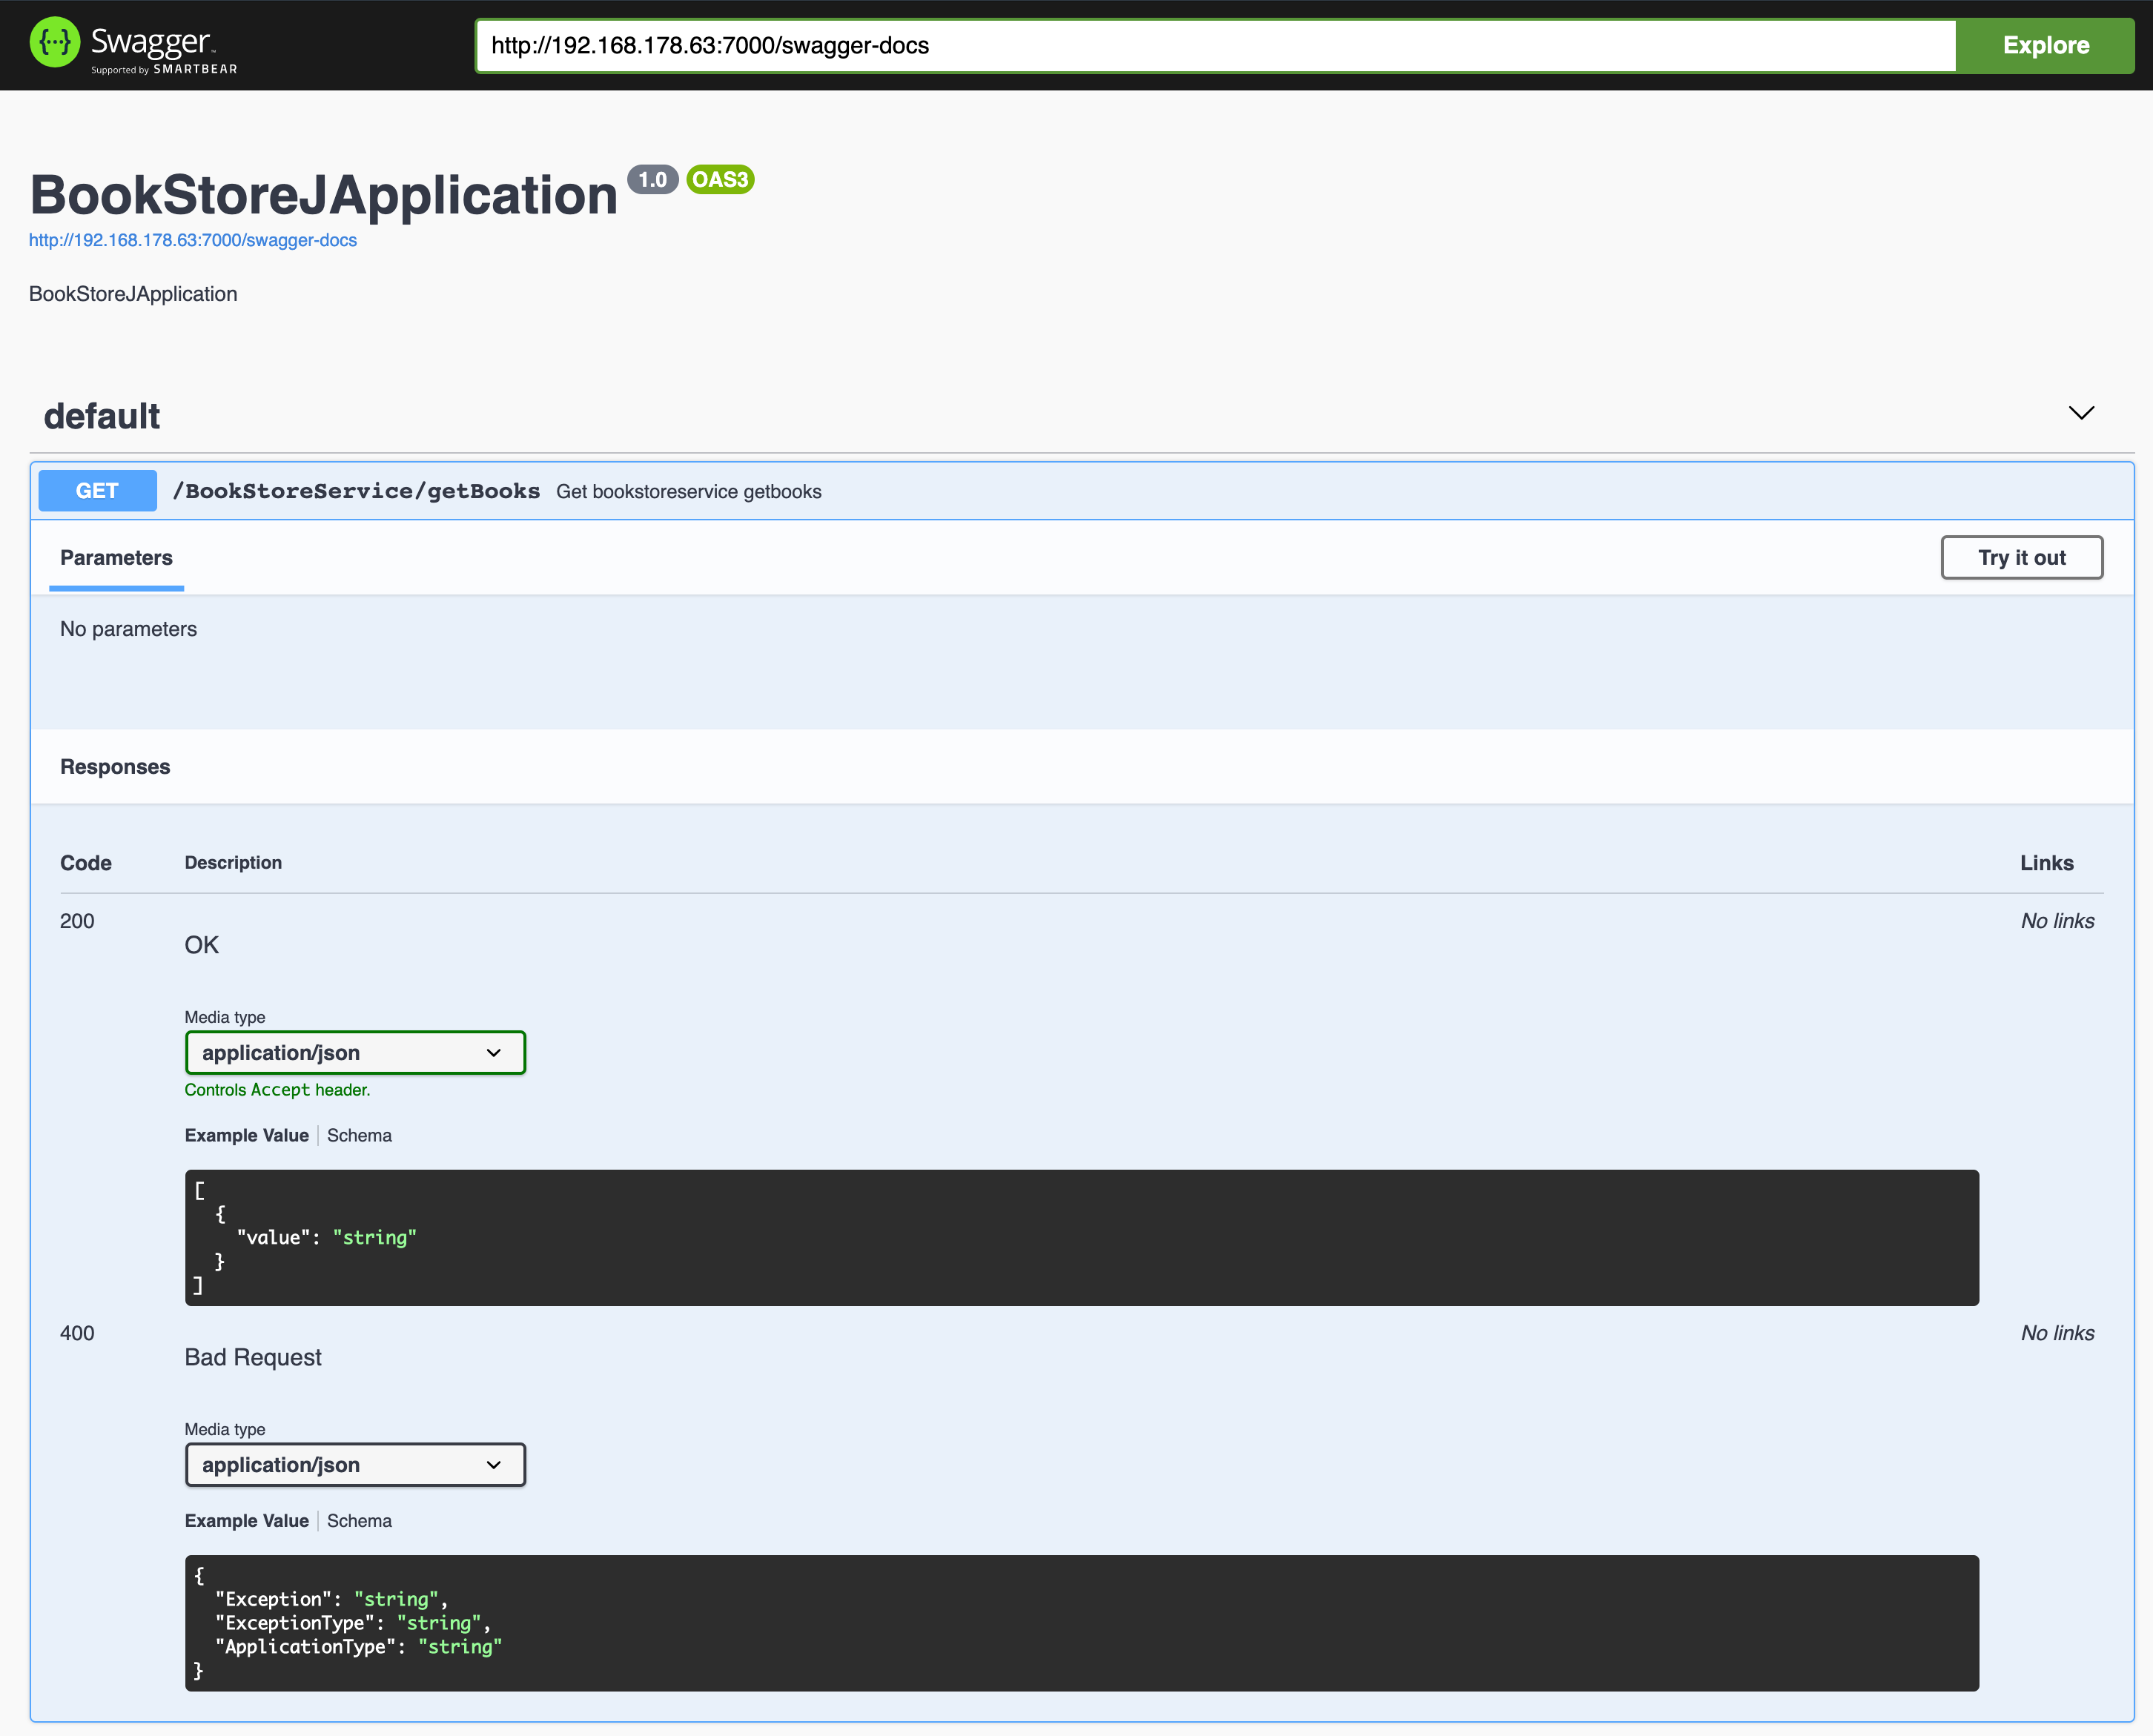 Swagger™
Supported by SMARTBEAR
http://192.168.178.63:7000/swagger-docs
Explore
BookStoreJApplication 1.0 OAS3
http://192.168.178.63:7000/swagger-docs
BookStoreJApplication
default
GET /BookStoreService/getBooks Get bookstoreservice getbooks
Parameters
Try it out
No parameters
Responses
Code Description Links
200 No links
OK
Media type
application/json
Controls Accept header.
Example Value Schema
[
  {
    "value": "string"
  }
]
400 No links
Bad Request
Media type
application/json
Example Value Schema
{
  "Exception": "string",
  "ExceptionType": "string",
  "ApplicationType": "string"
}